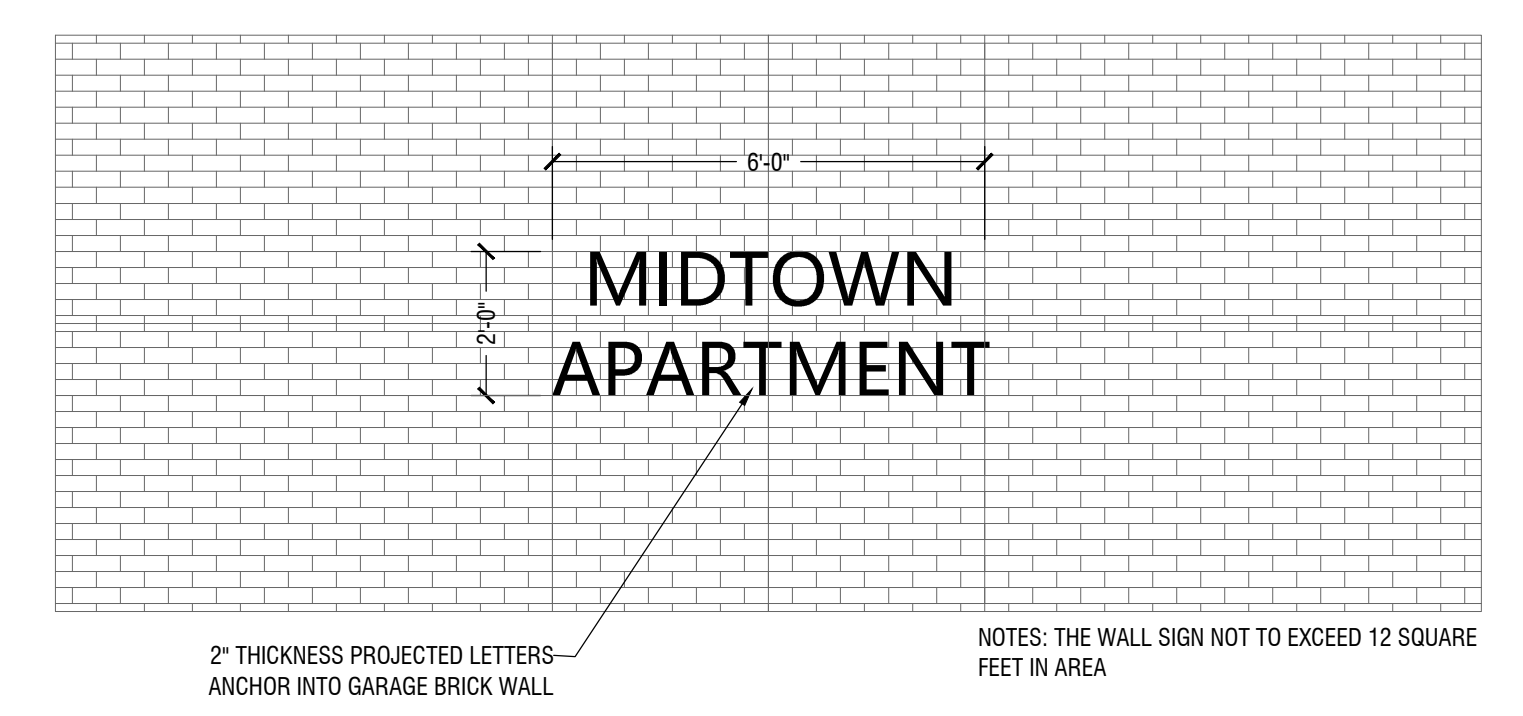 6'-0"
MIDTOWN
2'-0"
APARTMENT
2" THICKNESS PROJECTED LETTERS
ANCHOR INTO GARAGE BRICK WALL
NOTES: THE WALL SIGN NOT TO EXCEED 12 SQUARE
FEET IN AREA